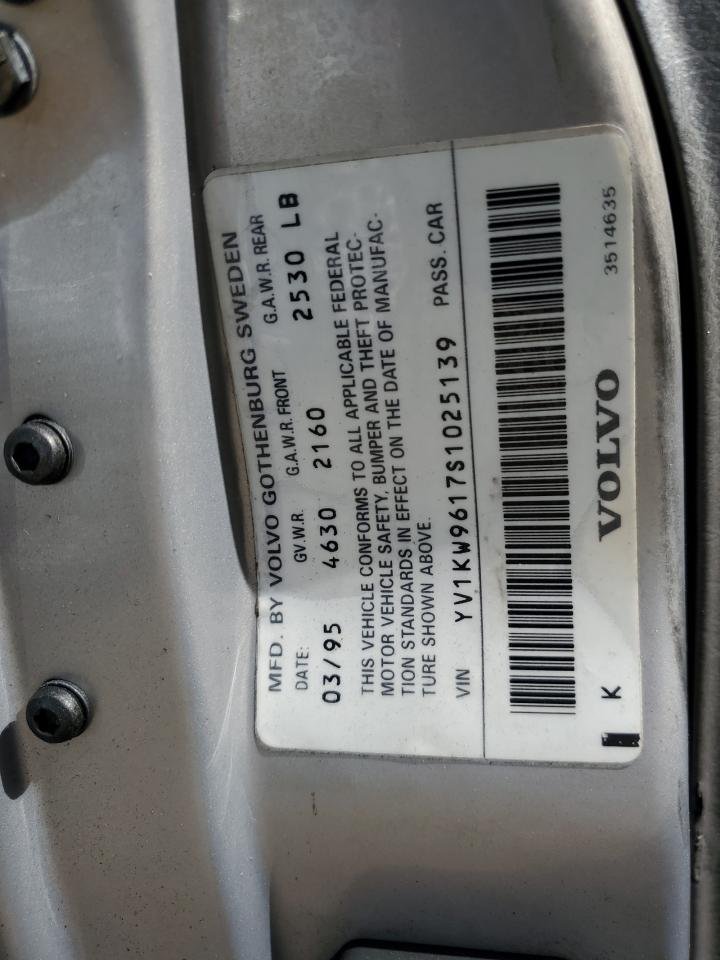 MFD. BY VOLVO GOTHENBURG SWEDEN
DATE: GV.W.R. G.A.W.R. FRONT G.A.W.R. REAR
03/95 4630 2160 2530 LB
THIS VEHICLE CONFORMS TO ALL APPLICABLE FEDERAL
MOTOR VEHICLE SAFETY, BUMPER AND THEFT PROTEC-
TION STANDARDS IN EFFECT ON THE DATE OF MANUFAC-
TURE SHOWN ABOVE.
VIN YV1KW9617S1025139 PASS. CAR
K VOLVO 3514635